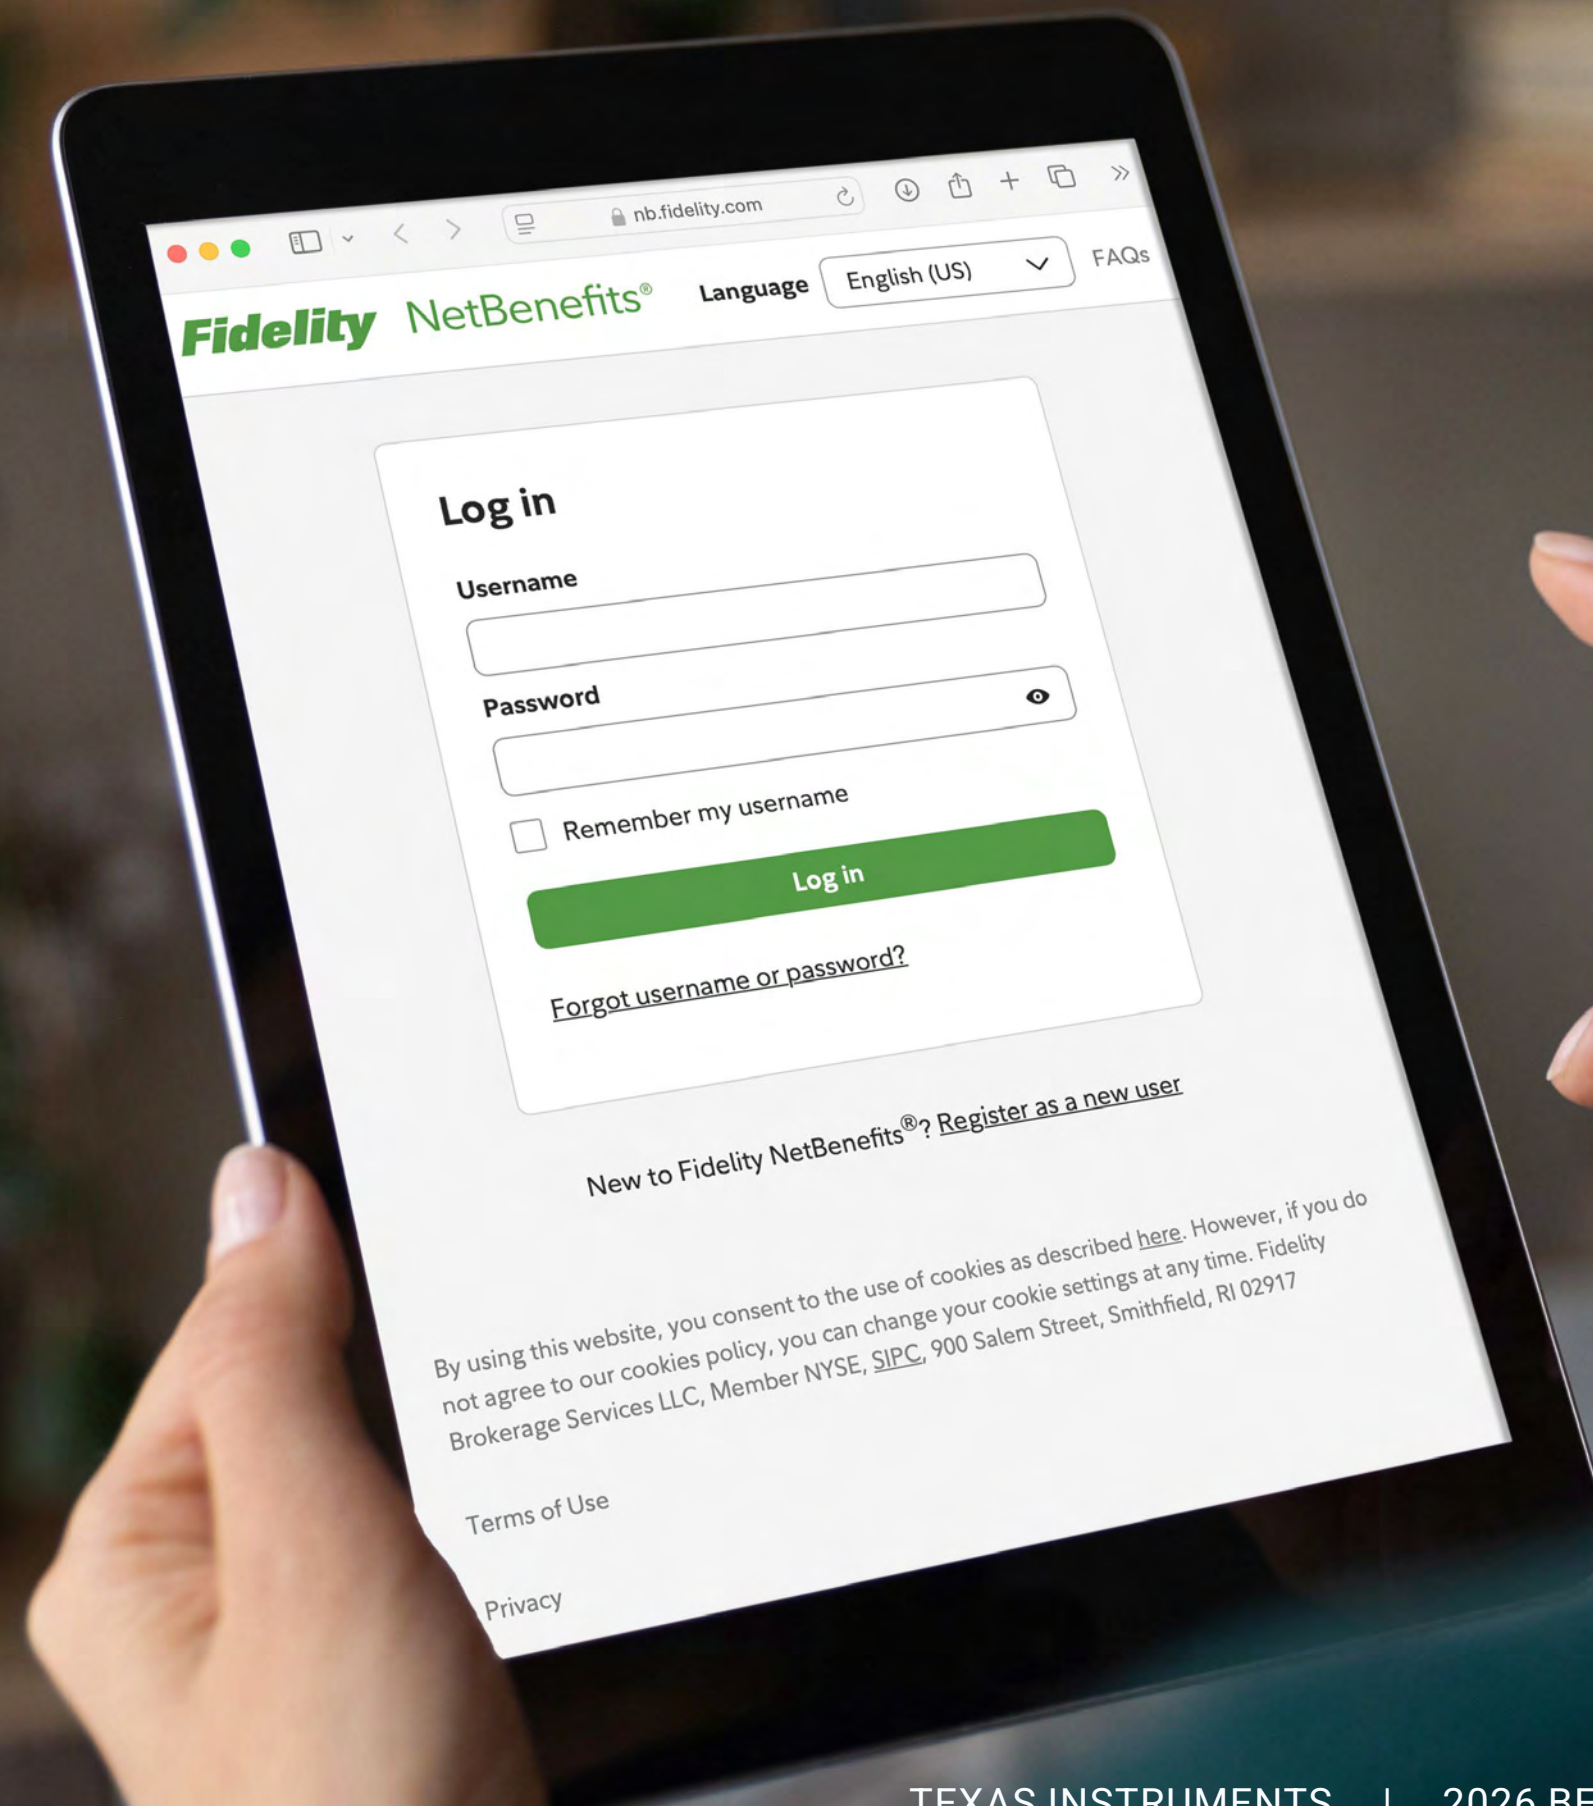 nb.fidelity.com
Fidelity NetBenefits® Language English (US) FAQs
Log in
Username
Password
Remember my username
Log in
Forgot username or password?
New to Fidelity NetBenefits®? Register as a new user
By using this website, you consent to the use of cookies as described here. However, if you do
not agree to our cookies policy, you can change your cookie settings at any time. Fidelity
Brokerage Services LLC, Member NYSE, SIPC, 900 Salem Street, Smithfield, RI 02917
Terms of Use
Privacy
TEXAS INSTRUMENTS | 2026